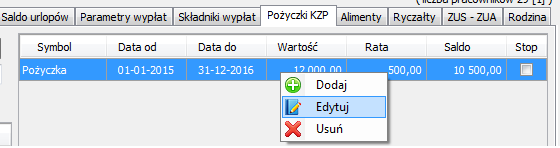 (liczba pracowników 29 [1] )
Saldo urlopów Parametry wypłat Składniki wypłat Pożyczki KZP Alimenty Ryczałty ZUS - ZUA Rodzina
Symbol Data od Data do Wartość Rata Saldo Stop
Pożyczka 01-01-2015 31-12-2016 12 000,00 500,00 10 500,00
Dodaj
Edytuj
Usuń